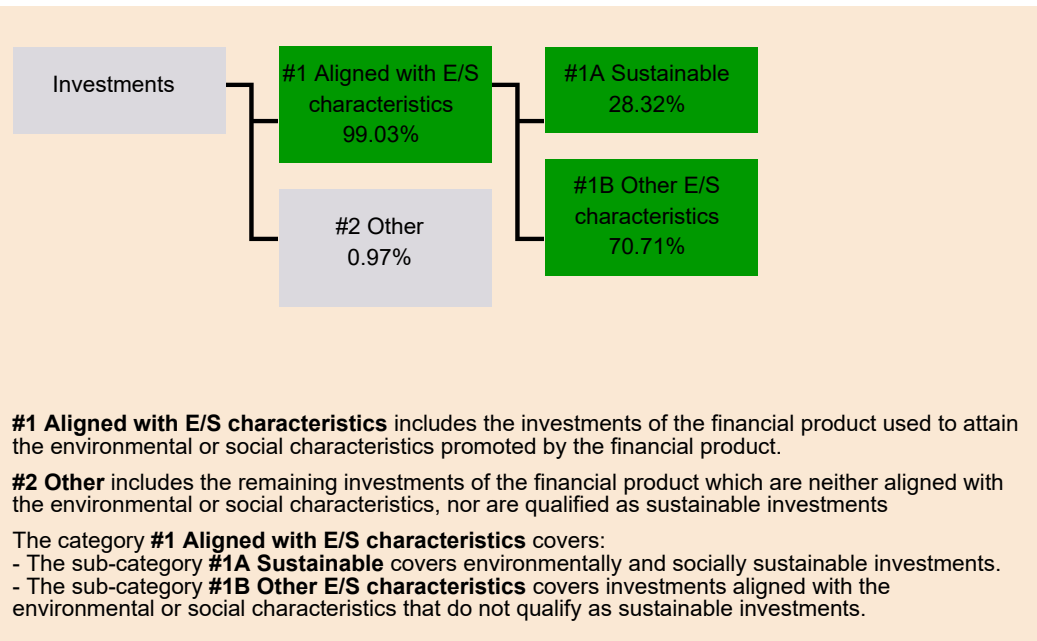 Investments
#1 Aligned with E/S
characteristics
99.03%
#1A Sustainable
28.32%
#1B Other E/S
characteristics
70.71%
#2 Other
0.97%
#1 Aligned with E/S characteristics includes the investments of the financial product used to attain
the environmental or social characteristics promoted by the financial product.
#2 Other includes the remaining investments of the financial product which are neither aligned with
the environmental or social characteristics, nor are qualified as sustainable investments
The category #1 Aligned with E/S characteristics covers:
- The sub-category #1A Sustainable covers environmentally and socially sustainable investments.
- The sub-category #1B Other E/S characteristics covers investments aligned with the
environmental or social characteristics that do not qualify as sustainable investments.